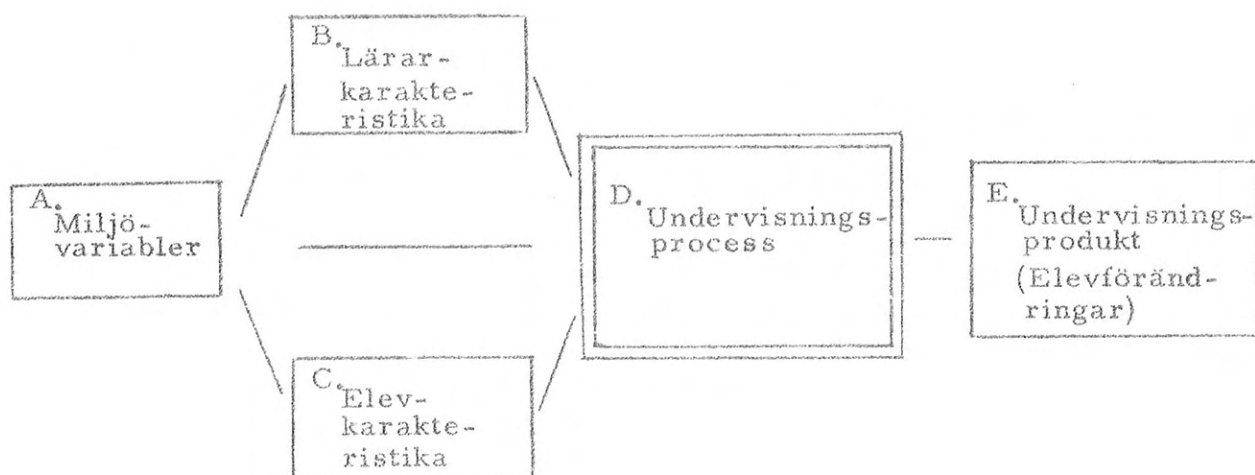 B.
Lärar-
karakte-
ristika
A.
Miljö-
variabler
D.
Undervisnings-
process
E.
Undervisnings-
produkt
(Elevföränd-
ringar)
C.
Elev-
karakte-
ristika